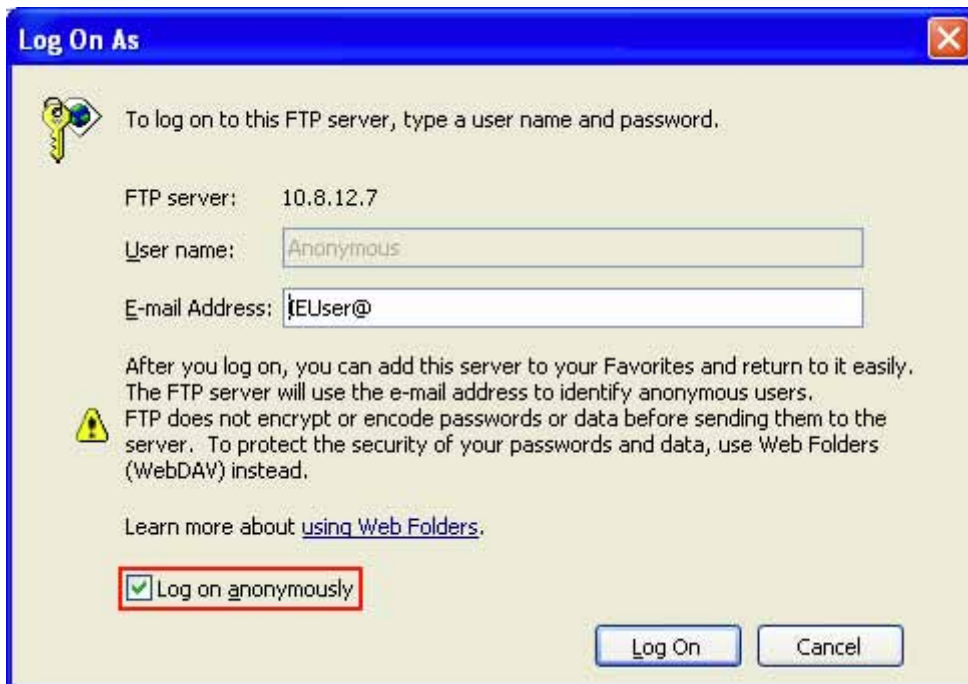 Log On As
To log on to this FTP server, type a user name and password.
FTP server: 10.8.12.7
User name: Anonymous
E-mail Address: IEUser@
After you log on, you can add this server to your Favorites and return to it easily.
The FTP server will use the e-mail address to identify anonymous users.
FTP does not encrypt or encode passwords or data before sending them to the
server. To protect the security of your passwords and data, use Web Folders
(WebDAV) instead.
Learn more about using Web Folders.
Log on anonymously
Log On Cancel